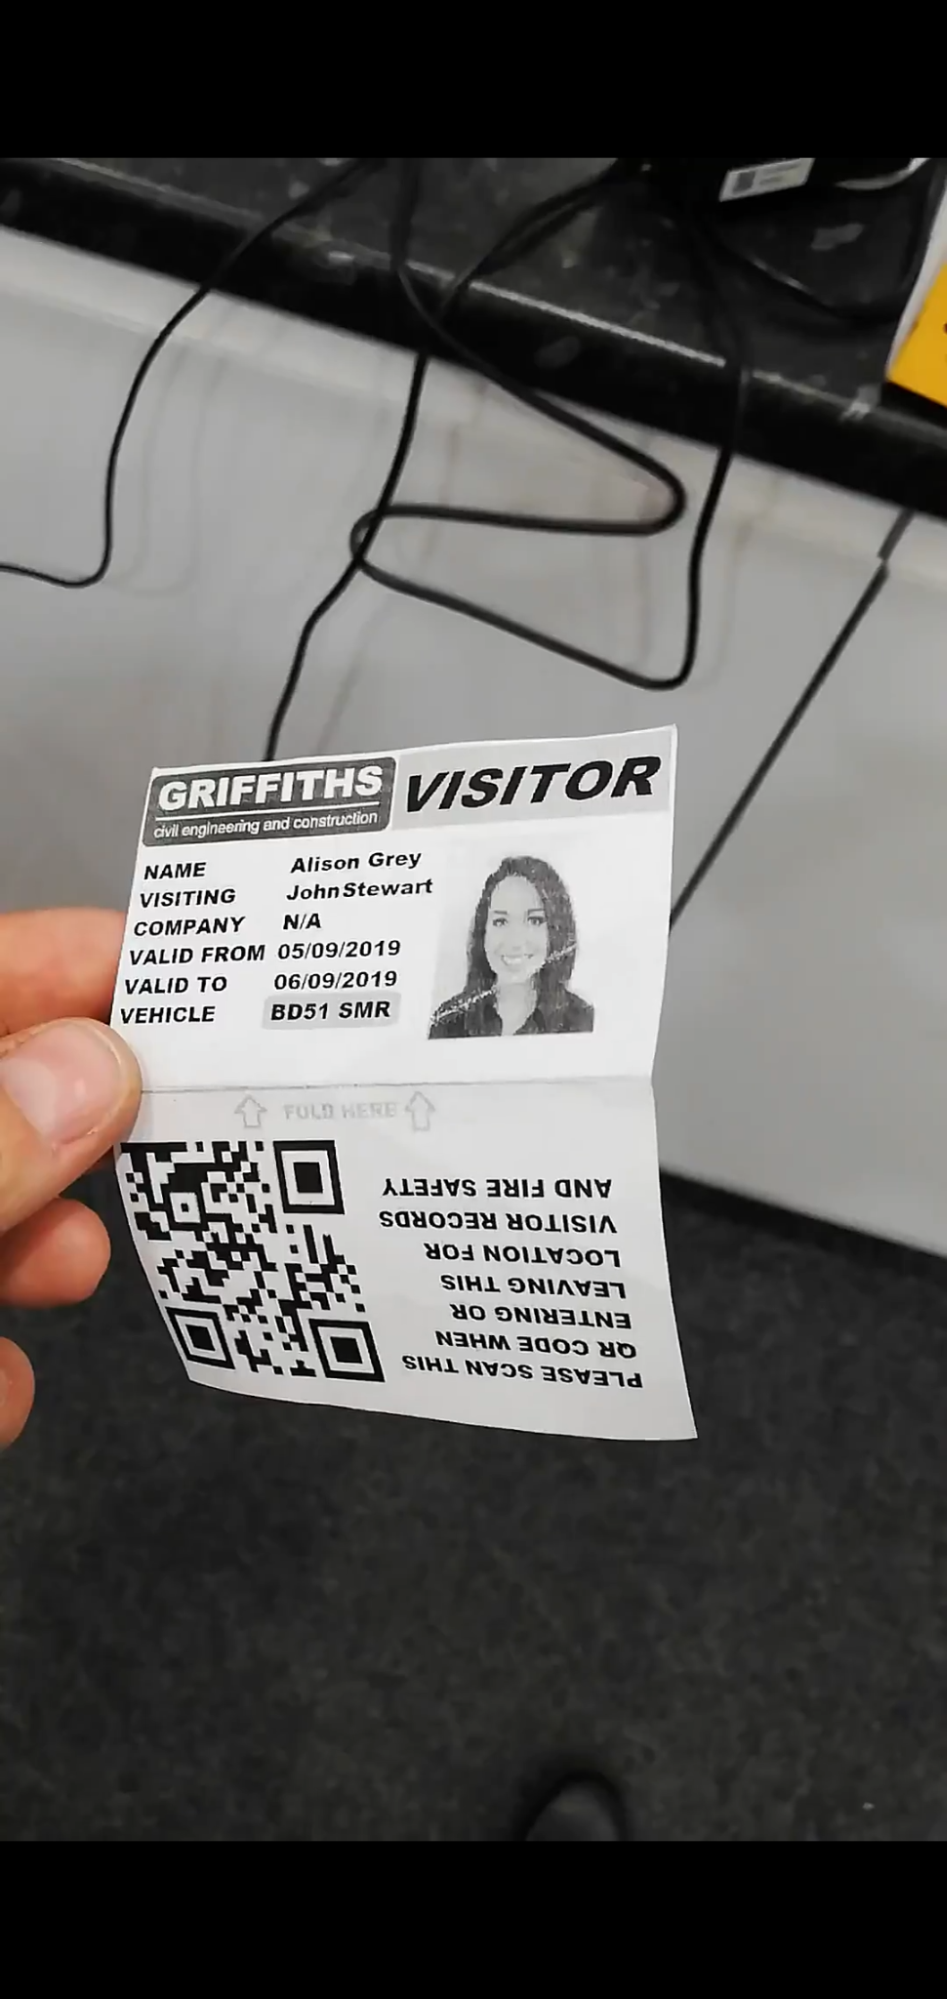 GRIFFITHS
civil engineering and construction
VISITOR
NAME Alison Grey
VISITING John Stewart
COMPANY N/A
VALID FROM 05/09/2019
VALID TO 06/09/2019
VEHICLE BD51 SMR
FOLD HERE
PLEASE SCAN THIS
QR CODE WHEN
ENTERING OR
LEAVING THIS
LOCATION FOR
VISITOR RECORDS
AND FIRE SAFETY